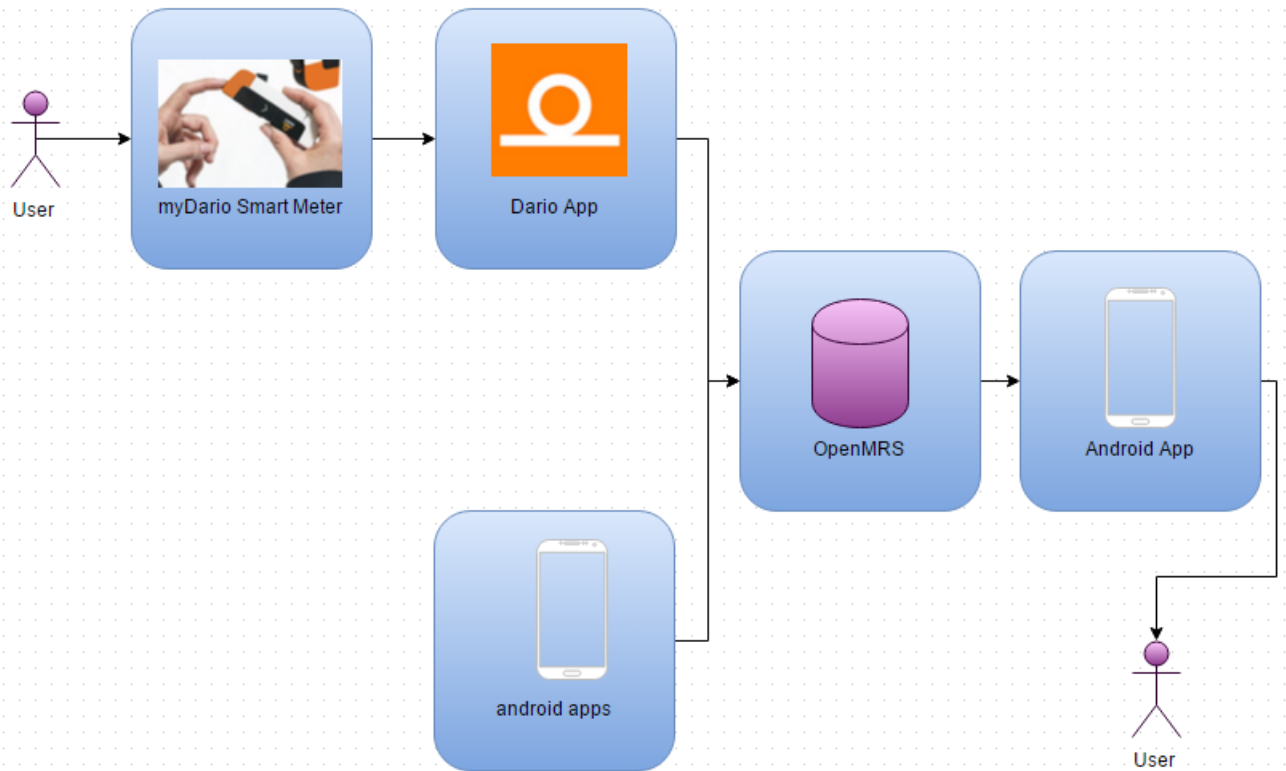 User
myDario Smart Meter
Dario App
OpenMRS
Android App
android apps
User